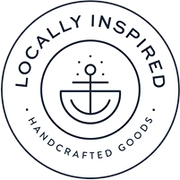 LOCALLY INSPIRED
• HANDCRAFTED GOODS •